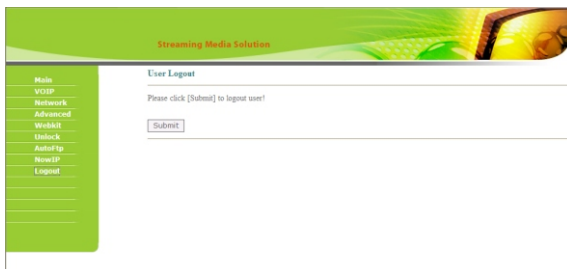 Streaming Media Solution
Main
VOIP
Network
Advanced
Webkit
Unlock
AutoFtp
NowIP
Logout
User Logout
Please click [Submit] to logout user!
Submit